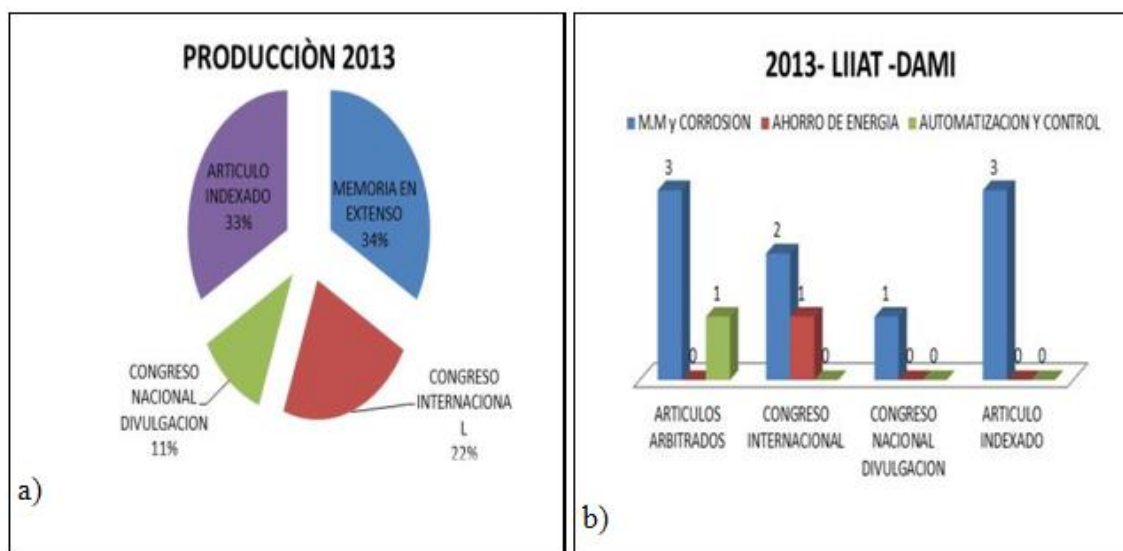 PRODUCCIÒN 2013
ARTICULO
INDEXADO
33%
MEMORIA EN
EXTENSO
34%
CONGRESO
NACIONAL
DIVULGACION
11%
CONGRESO
INTERNACIONA
L
22%
a)
2013- LIIAT -DAMI
M.M y CORROSION AHORRO DE ENERGIA AUTOMATIZACION Y CONTROL
3 0 1
2 1 0
1 0 0
3 0 0
ARTICULOS
ARBITRADOS
CONGRESO
INTERNACIONAL
CONGRESO
NACIONAL
DIVULGACION
ARTICULO
INDEXADO
b)